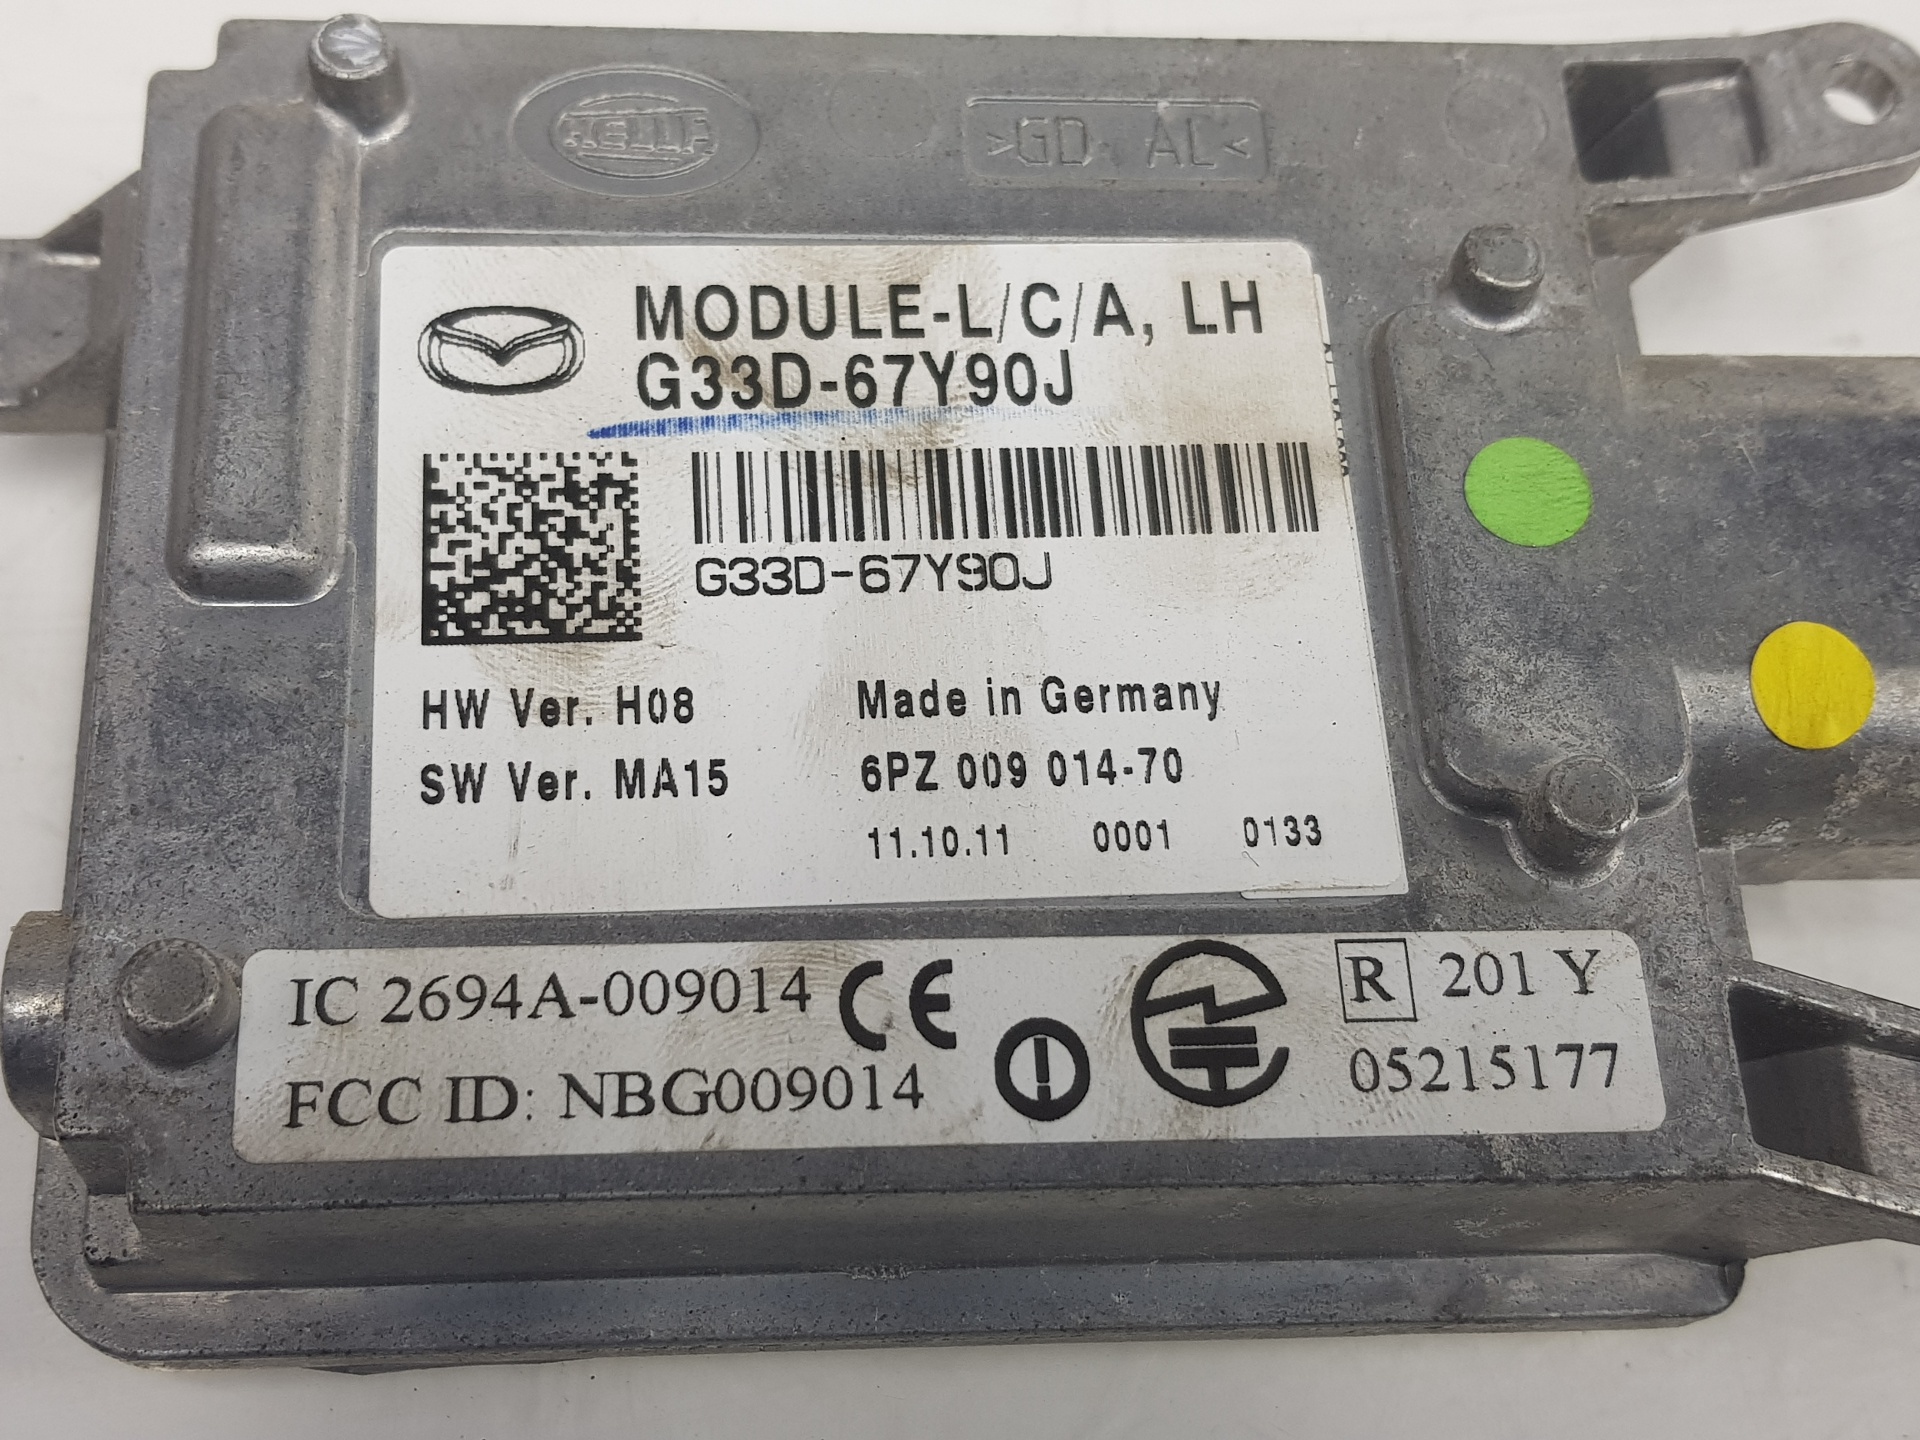 HELLA
>GD AL<
MODULE-L/C/A, LH
G33D-67Y90J
G33D-67Y90J
HW Ver. H08
Made in Germany
SW Ver. MA15
6PZ 009 014-70
11.10.11 0001 0133
IC 2694A-009014 CE
R 201 Y
FCC ID: NBG009014
05215177